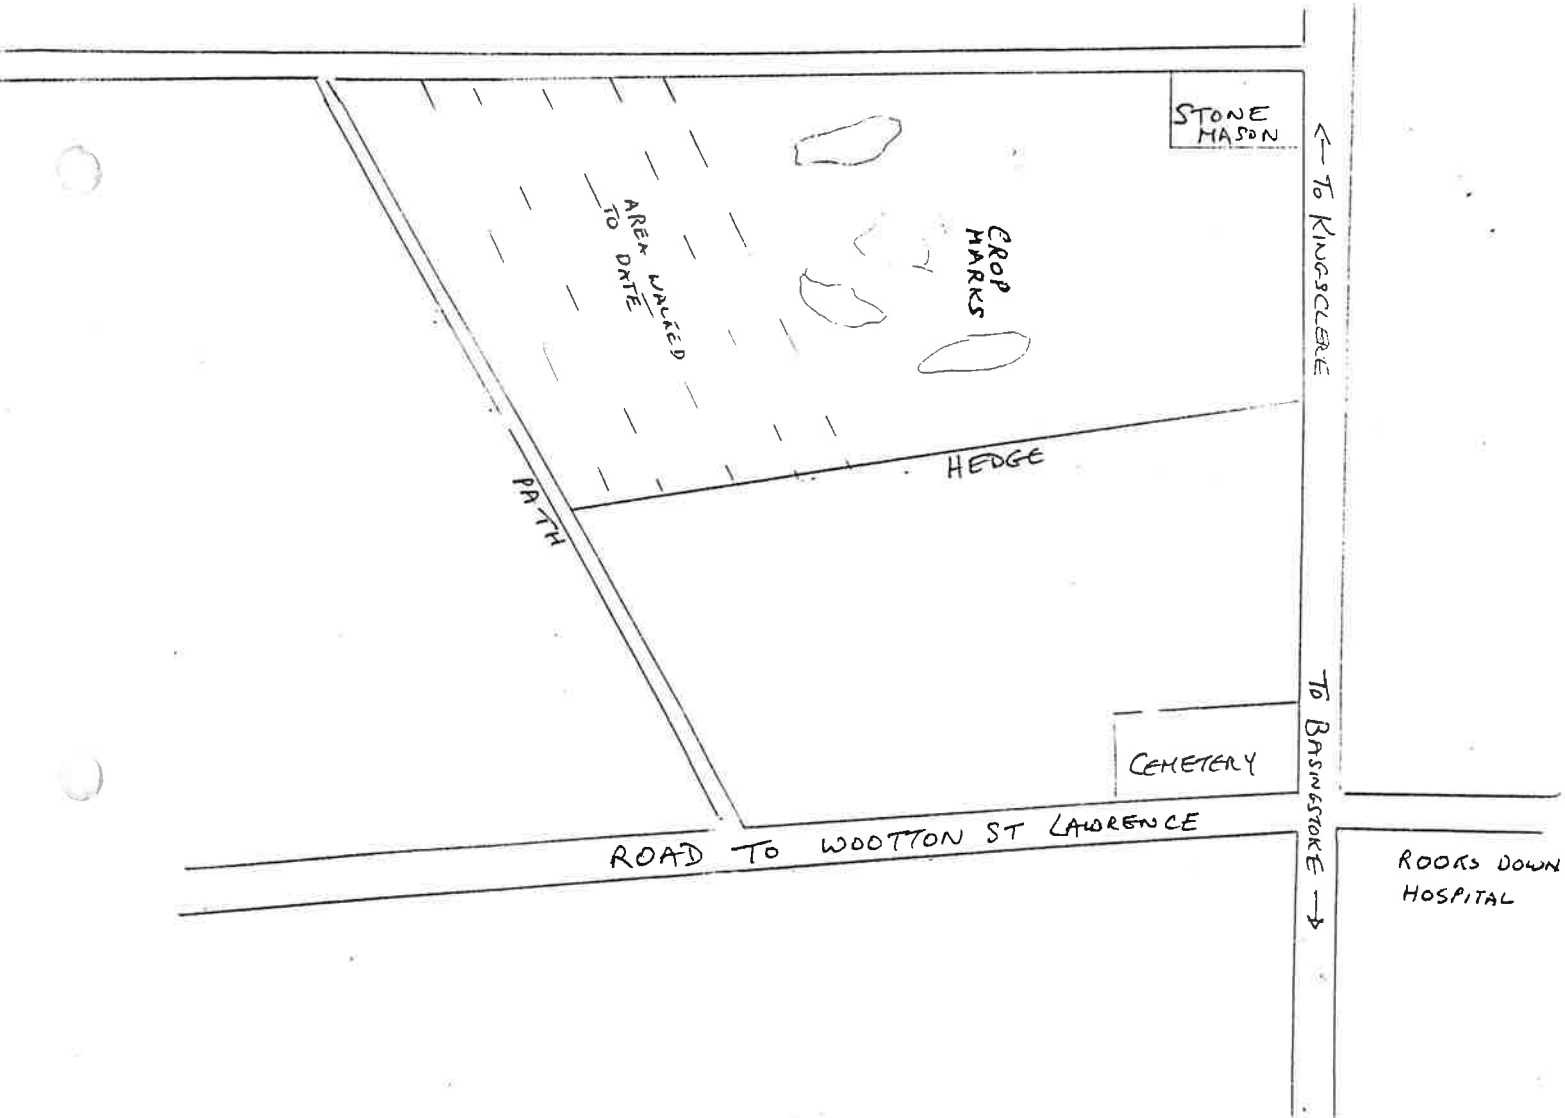 STONE
MASON
← TO KINGSCLERE
CROP
MARKS
AREA WALKED
TO DATE
HEDGE
PATH
TO BASINGSTOKE →
CEMETERY
ROAD TO WOOTTON ST LAWRENCE
ROOKS DOWN
HOSPITAL